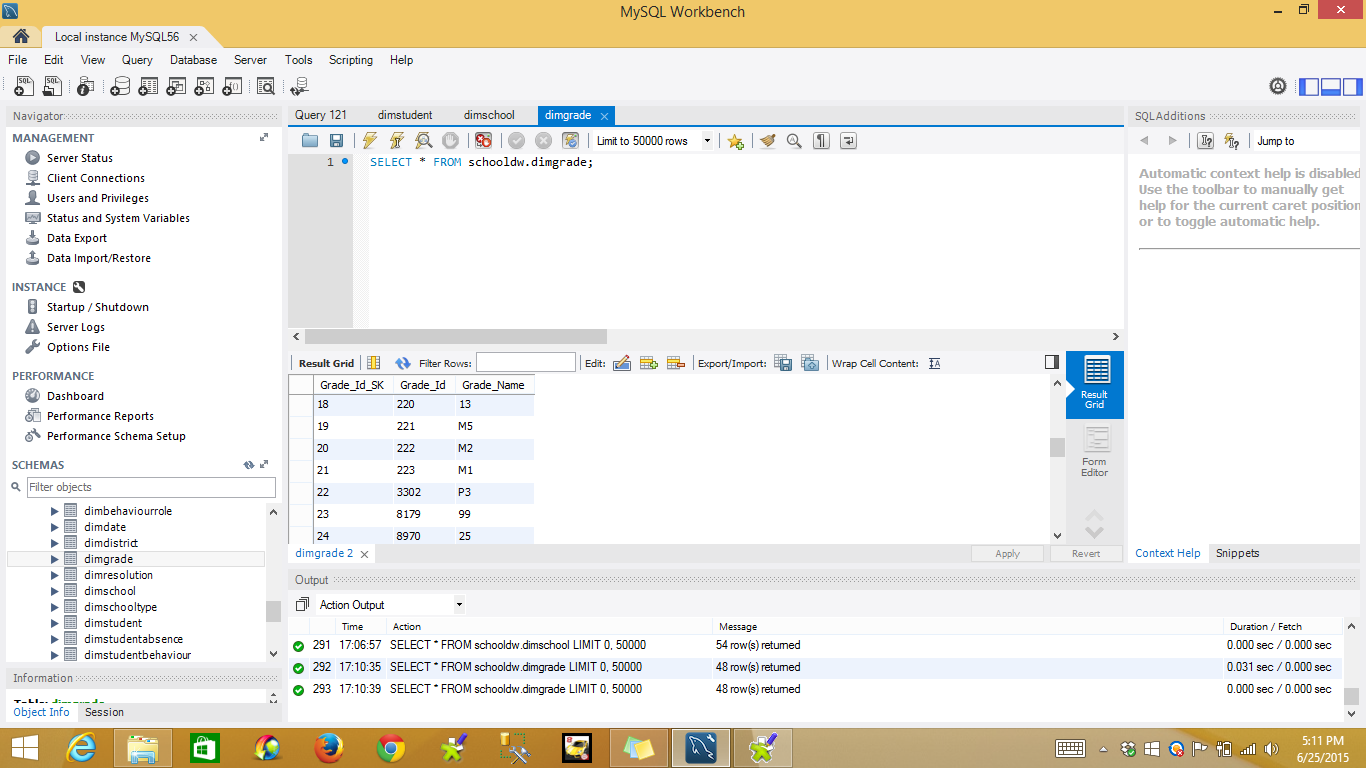 MySQL Workbench
Local instance MySQL56
File Edit View Query Database Server Tools Scripting Help
Navigator
MANAGEMENT
Server Status
Client Connections
Users and Privileges
Status and System Variables
Data Export
Data Import/Restore
INSTANCE
Startup / Shutdown
Server Logs
Options File
PERFORMANCE
Dashboard
Performance Reports
Performance Schema Setup
SCHEMAS
Filter objects
dimbehaviourrole
dimdate
dimdistrict
dimgrade
dimresolution
dimschool
dimschooltype
dimstudent
dimstudentabsence
dimstudentbehaviour
Information
Table: dimgrade
Object Info Session
Query 121 dimstudent dimschool dimgrade
Limit to 50000 rows
1 SELECT * FROM schooldw.dimgrade;
Result Grid Filter Rows: Edit: Export/Import: Wrap Cell Content:
Grade_Id_SK Grade_Id Grade_Name
18 220 13
19 221 M5
20 222 M2
21 223 M1
22 3302 P3
23 8179 99
24 8970 25
Result
Grid
Form
Editor
dimgrade 2
Apply Revert
SQLAdditions
Jump to
Automatic context help is disabled
Use the toolbar to manually get
help for the current caret position
or to toggle automatic help.
Context Help Snippets
Output
Action Output
Time Action Message Duration / Fetch
291 17:06:57 SELECT * FROM schooldw.dimschool LIMIT 0, 50000 54 row(s) returned 0.000 sec / 0.000 sec
292 17:10:35 SELECT * FROM schooldw.dimgrade LIMIT 0, 50000 48 row(s) returned 0.031 sec / 0.000 sec
293 17:10:39 SELECT * FROM schooldw.dimgrade LIMIT 0, 50000 48 row(s) returned 0.000 sec / 0.000 sec
5:11 PM
6/25/2015